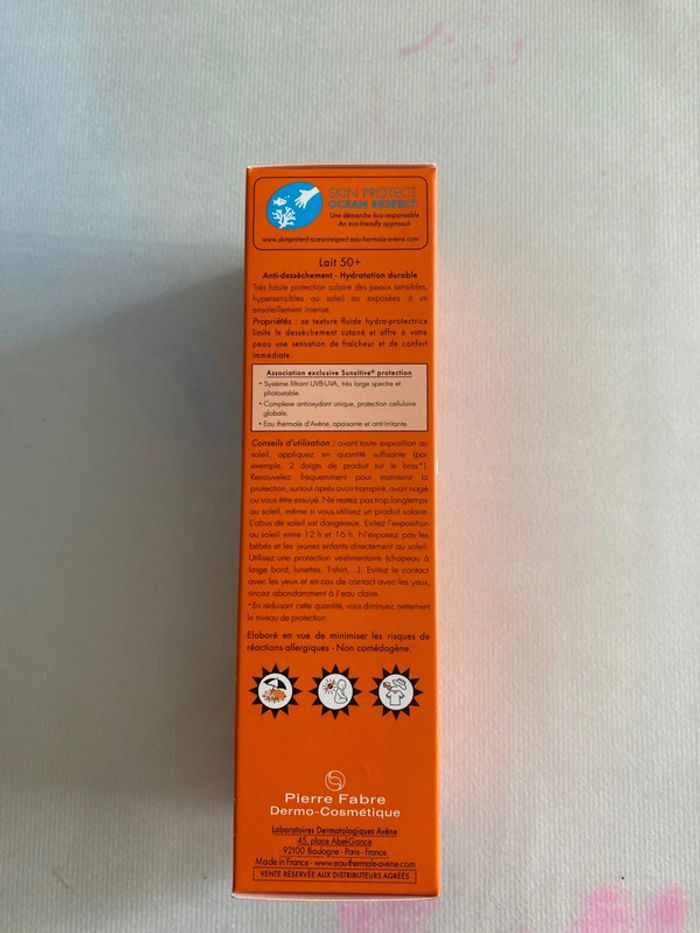 SKIN PROTECT
OCEAN RESPECT
Une démarche éco-responsable
An eco-friendly approach
www.skinprotect-oceanrespect.eau-thermale-avene.com
Lait 50+
Anti-dessèchement - Hydratation durable
Très haute protection solaire des peaux sensibles,
hypersensibles au soleil ou exposées à un
ensoleillement intense.
Propriétés : sa texture fluide hydro-protectrice
limite le dessèchement cutané et offre à votre
peau une sensation de fraîcheur et de confort
immédiate.
Association exclusive Sunsitive® protection
• Système filtrant UVB-UVA, très large spectre et
photostable.
• Complexe antioxydant unique, protection cellulaire
globale.
• Eau thermale d'Avène, apaisante et anti-irritante.
Conseils d'utilisation : avant toute exposition au
soleil, appliquez en quantité suffisante (par
exemple, 2 doigts de produit sur le bras*).
Renouvelez fréquemment pour maintenir la
protection, surtout après avoir transpiré, avoir nagé
ou vous être essuyé. Ne restez pas trop longtemps
au soleil, même si vous utilisez un produit solaire.
L'abus de soleil est dangereux. Evitez l'exposition
au soleil entre 12 h et 16 h. N'exposez pas les
bébés et les jeunes enfants directement au soleil.
Utilisez une protection vestimentaire (chapeau à
large bord, lunettes, T-shirt,...). Evitez le contact
avec les yeux et en cas de contact avec les yeux,
rincez abondamment à l'eau claire.
*En réduisant cette quantité, vous diminuez nettement
le niveau de protection.
Elaboré en vue de minimiser les risques de
réactions allergiques - Non comédogène.
Pierre Fabre
Dermo-Cosmétique
Laboratoires Dermatologiques Avène
45, place Abel-Gance
92100 Boulogne - Paris - France
Made in France - www.eau-thermale-avene.com
VENTE RÉSERVÉE AUX DISTRIBUTEURS AGRÉÉS